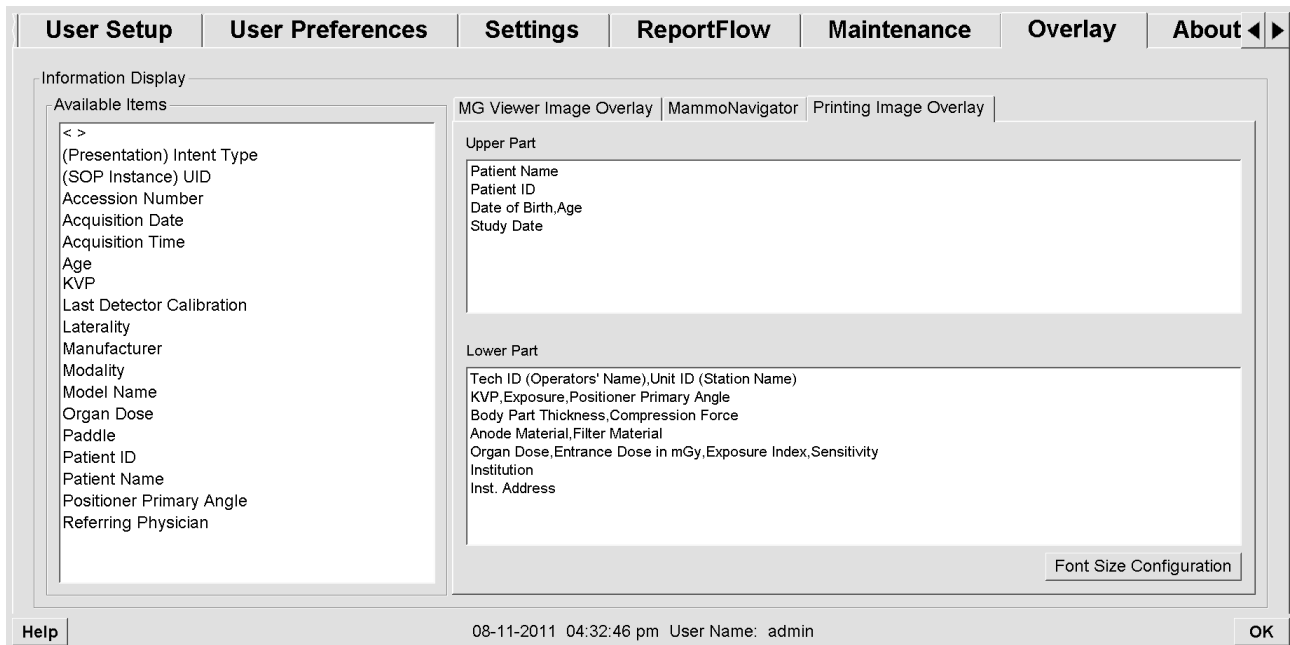 User Setup
User Preferences
Settings
ReportFlow
Maintenance
Overlay
About
Information Display
Available Items
< >
(Presentation) Intent Type
(SOP Instance) UID
Accession Number
Acquisition Date
Acquisition Time
Age
KVP
Last Detector Calibration
Laterality
Manufacturer
Modality
Model Name
Organ Dose
Paddle
Patient ID
Patient Name
Positioner Primary Angle
Referring Physician
MG Viewer Image Overlay
MammoNavigator
Printing Image Overlay
Upper Part
Patient Name
Patient ID
Date of Birth,Age
Study Date
Lower Part
Tech ID (Operators' Name),Unit ID (Station Name)
KVP,Exposure,Positioner Primary Angle
Body Part Thickness,Compression Force
Anode Material,Filter Material
Organ Dose,Entrance Dose in mGy,Exposure Index,Sensitivity
Institution
Inst. Address
Font Size Configuration
Help
08-11-2011 04:32:46 pm User Name: admin
OK